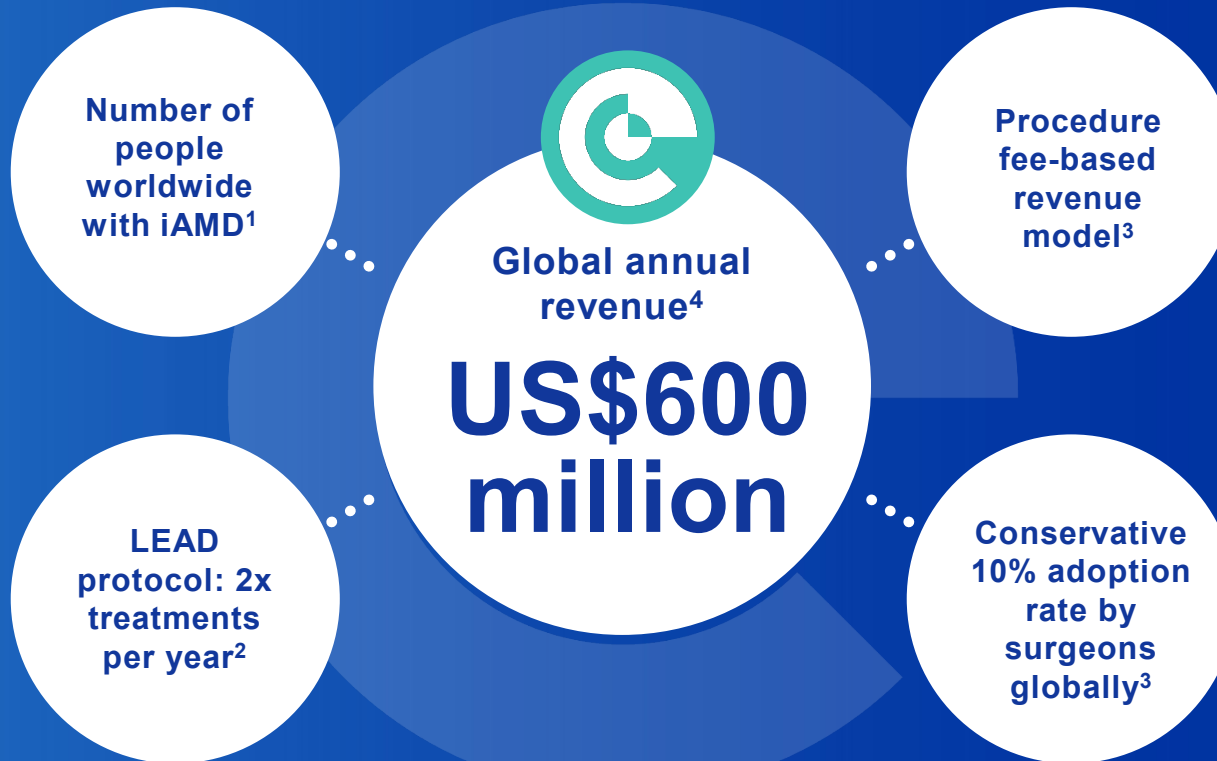 Number of
people
worldwide
with iAMD¹
Global annual
revenue⁴
US$600
million
Procedure
fee-based
revenue
model³
LEAD
protocol: 2x
treatments
per year²
Conservative
10% adoption
rate by
surgeons
globally³